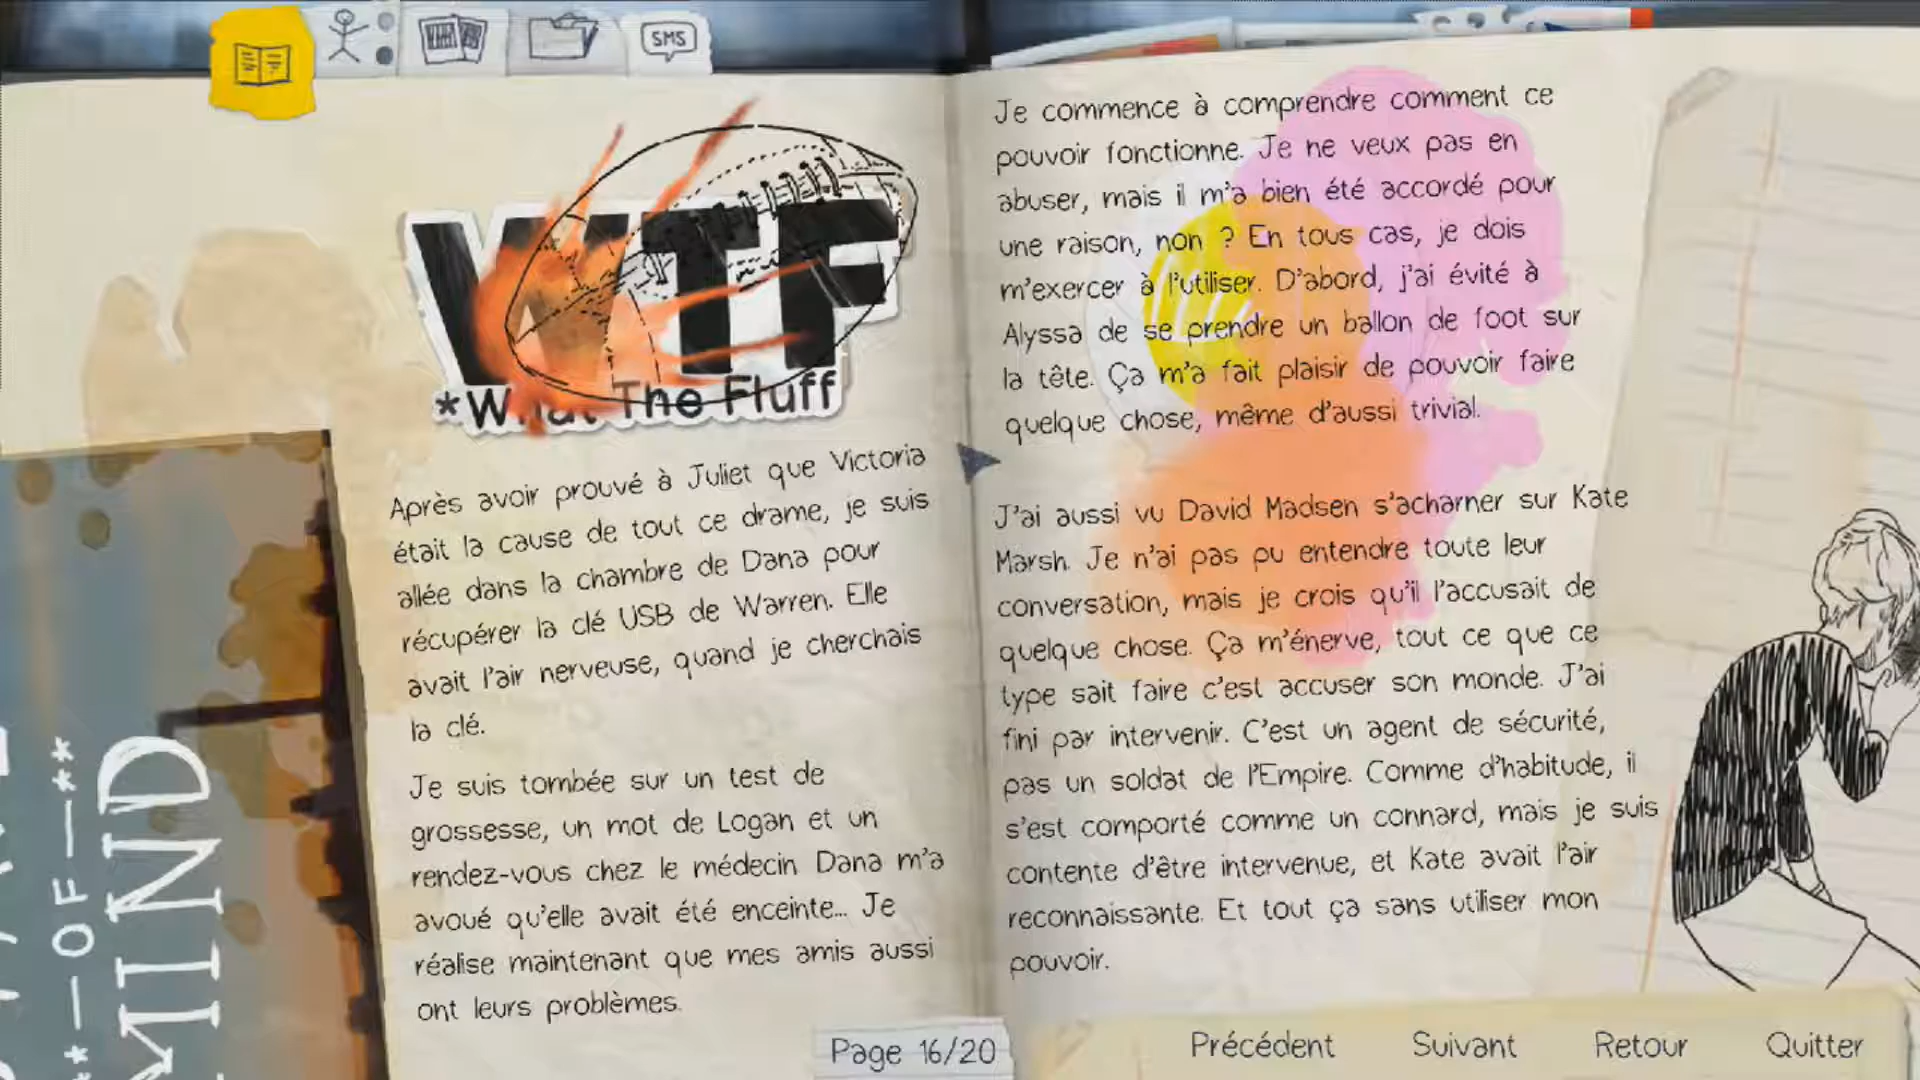 SMS
WTF
*What The Fluff
Après avoir prouvé à Juliet que Victoria
était la cause de tout ce drame, je suis
allée dans la chambre de Dana pour
récupérer la clé USB de Warren. Elle
avait l'air nerveuse, quand je cherchais
la clé.
Je suis tombée sur un test de
grossesse, un mot de Logan et un
rendez-vous chez le médecin. Dana m'a
avoué qu'elle avait été enceinte... Je
réalise maintenant que mes amis aussi
ont leurs problèmes.
Je commence à comprendre comment ce
pouvoir fonctionne. Je ne veux pas en
abuser, mais il m'a bien été accordé pour
une raison, non ? En tous cas, je dois
m'exercer à l'utiliser. D'abord, j'ai évité à
Alyssa de se prendre un ballon de foot sur
la tête. Ça m'a fait plaisir de pouvoir faire
quelque chose, même d'aussi trivial.
J'ai aussi vu David Madsen s'acharner sur Kate
Marsh. Je n'ai pas pu entendre toute leur
conversation, mais je crois qu'il l'accusait de
quelque chose. Ça m'énerve, tout ce que ce
type sait faire c'est accuser son monde. J'ai
fini par intervenir. C'est un agent de sécurité,
pas un soldat de l'Empire. Comme d'habitude, il
s'est comporté comme un connard, mais je suis
contente d'être intervenue, et Kate avait l'air
reconnaissante. Et tout ça sans utiliser mon
pouvoir.
**—OF—**
MIND
Page 16/20
Précédent
Suivant
Retour
Quitter